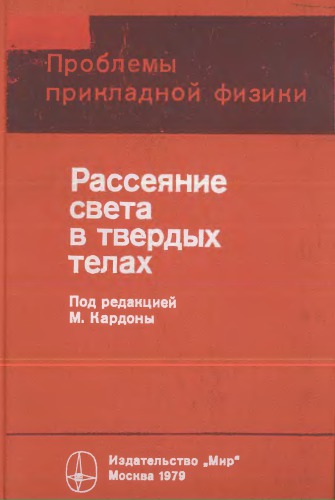 Проблемы
прикладной физики
Рассеяние
света
в твердых
телах
Под редакцией
М. Кардоны
Издательство „Мир“
Москва 1979